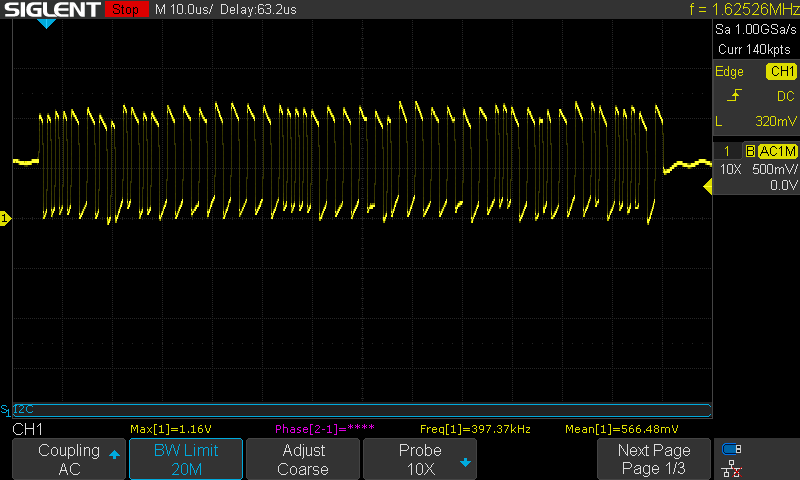 SIGLENT Stop M 10.0us/ Delay:63.2us f = 1.62526MHz
Sa 1.00GSa/s
Curr 140kpts
Edge CH1
DC
L 320mV
1 B AC1M
10X 500mV/
0.0V
1
S1 I2C
CH1 Max[1]=1.16V Phase[2-1]=**** Freq[1]=397.37kHz Mean[1]=566.48mV
Coupling BW Limit Adjust Probe Next Page
AC 20M Coarse 10X Page 1/3